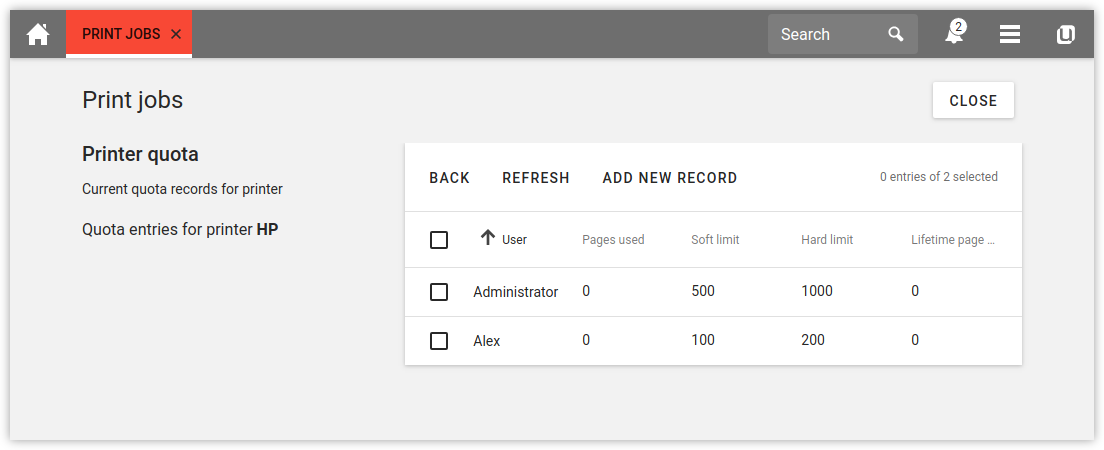 PRINT JOBS
Search
2
Print jobs
CLOSE
Printer quota
Current quota records for printer
Quota entries for printer HP
BACK REFRESH ADD NEW RECORD 0 entries of 2 selected
User Pages used Soft limit Hard limit Lifetime page ...
Administrator 0 500 1000 0
Alex 0 100 200 0